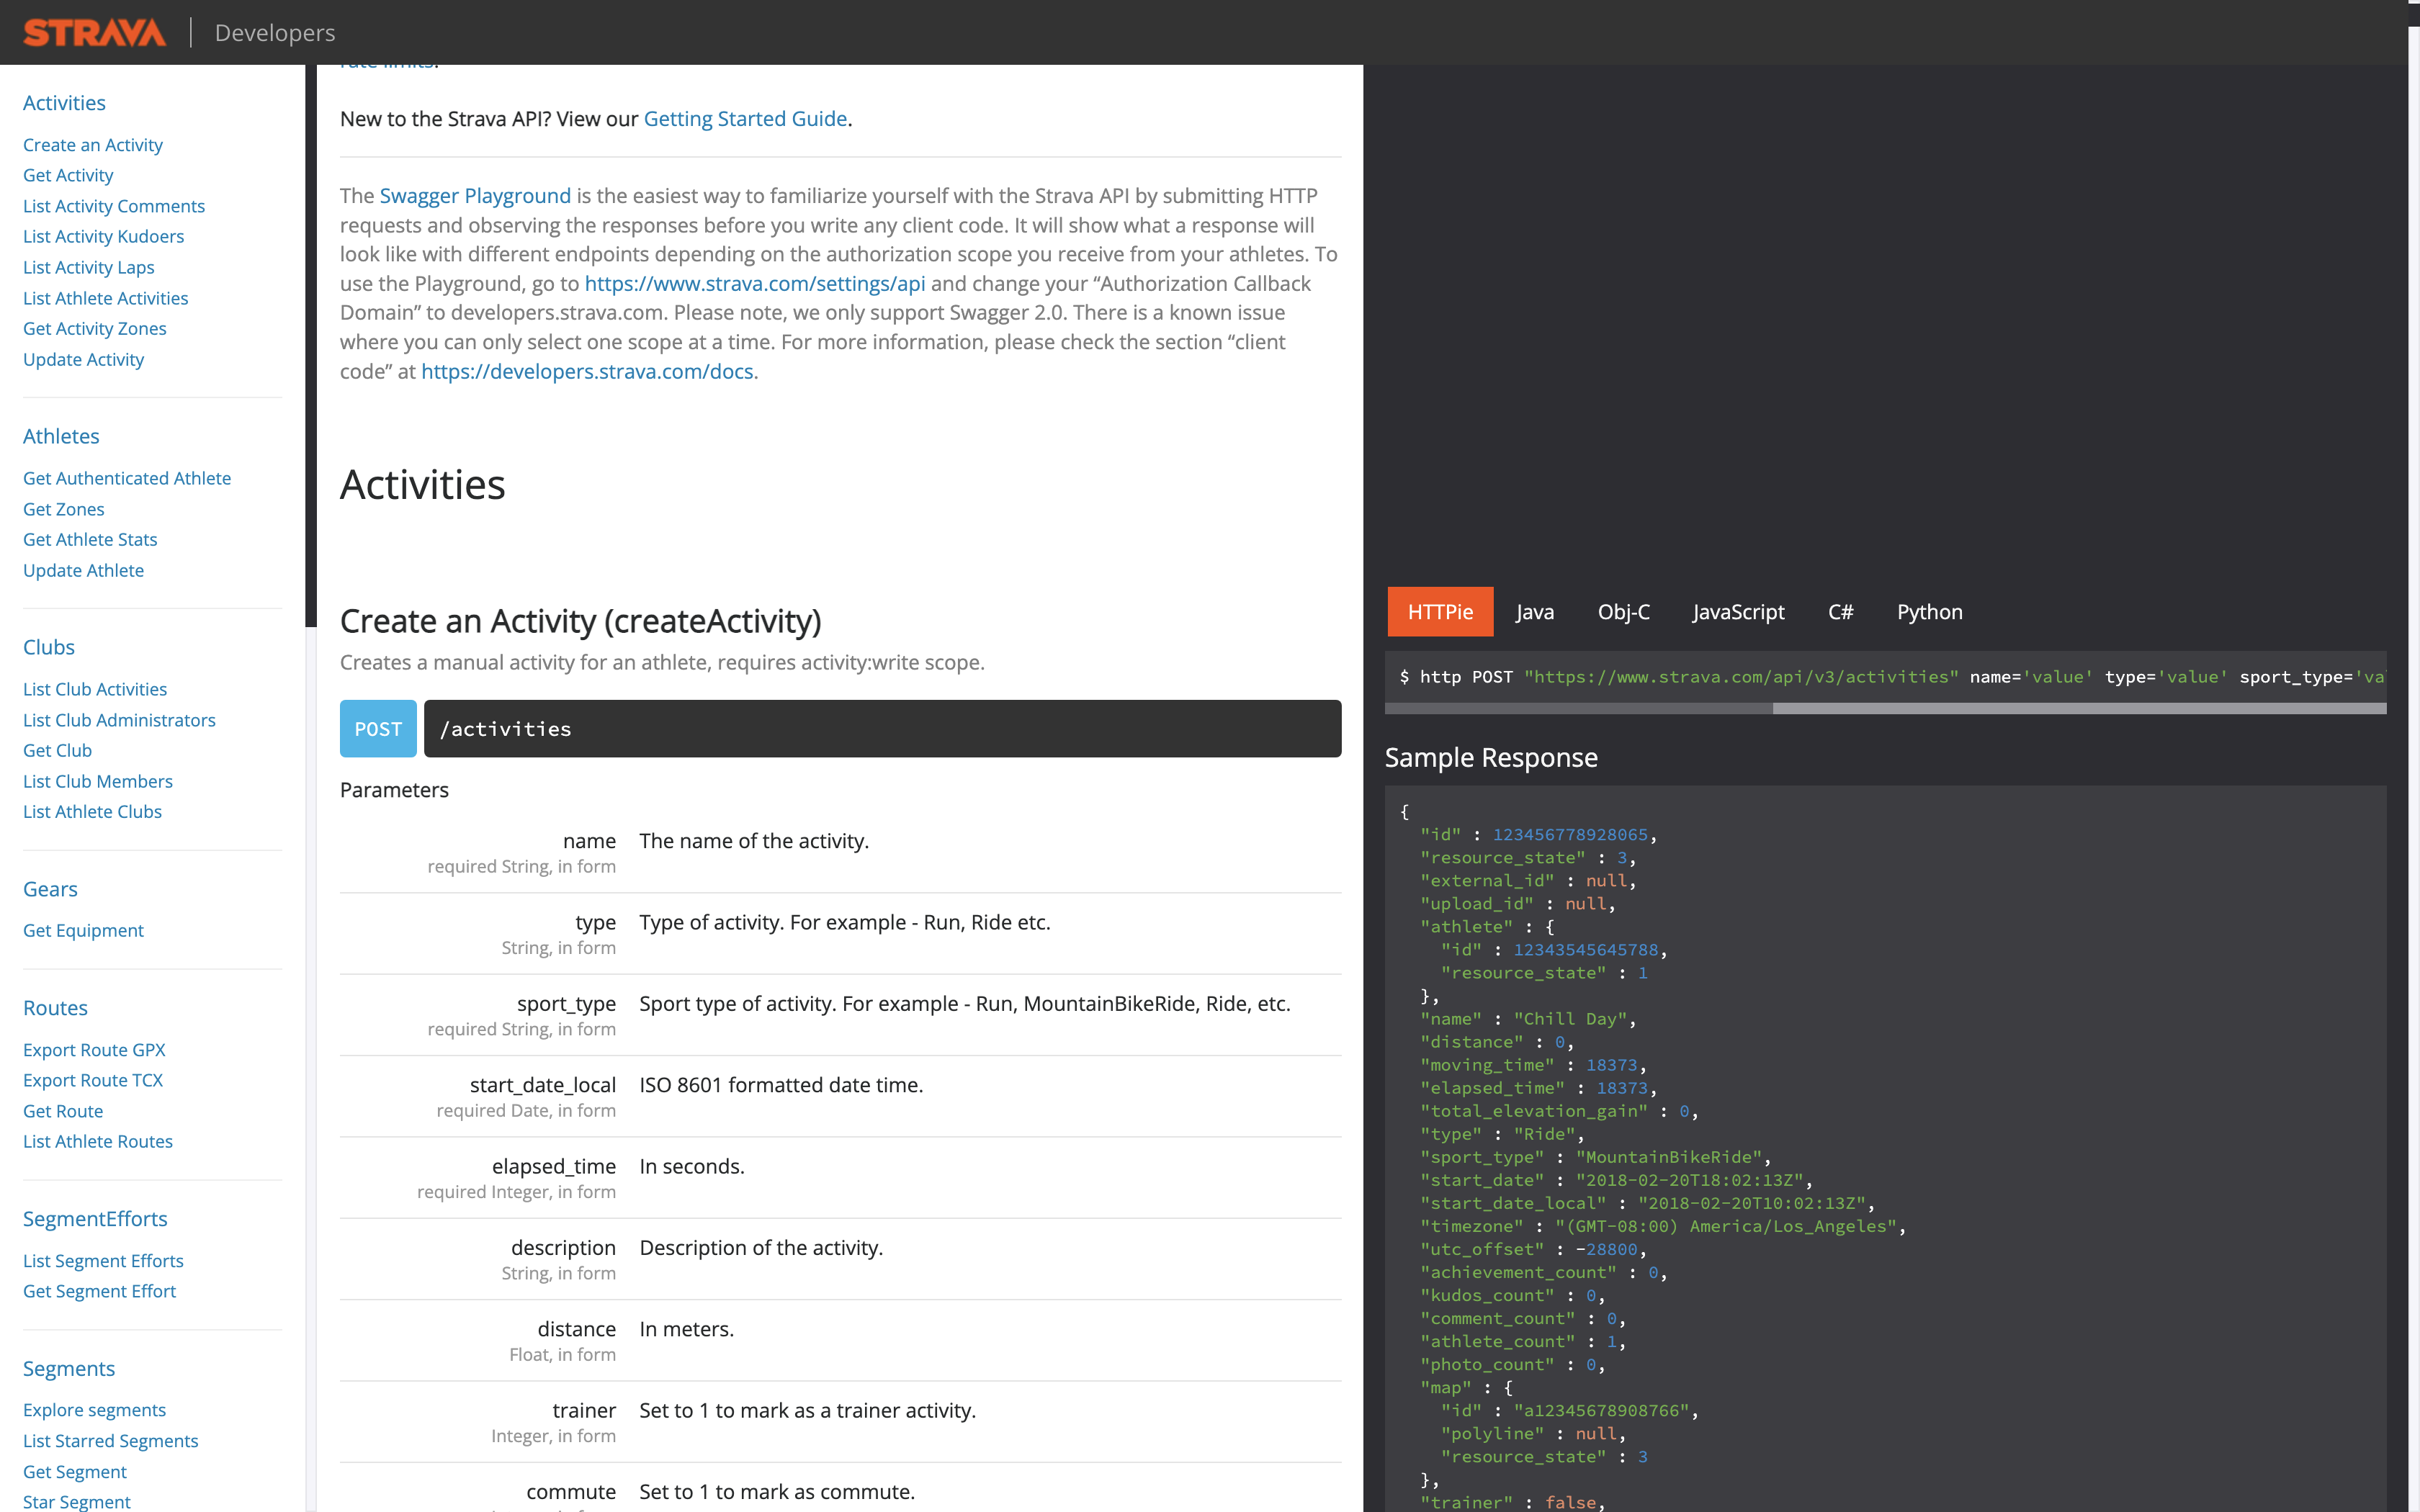 STRAVA
Developers
Activities
Create an Activity
Get Activity
List Activity Comments
List Activity Kudoers
List Activity Laps
List Athlete Activities
Get Activity Zones
Update Activity
Athletes
Get Authenticated Athlete
Get Zones
Get Athlete Stats
Update Athlete
Clubs
List Club Activities
List Club Administrators
Get Club
List Club Members
List Athlete Clubs
Gears
Get Equipment
Routes
Export Route GPX
Export Route TCX
Get Route
List Athlete Routes
SegmentEfforts
List Segment Efforts
Get Segment Effort
Segments
Explore segments
List Starred Segments
Get Segment
Star Segment
rate limits.
New to the Strava API? View our Getting Started Guide.
The Swagger Playground is the easiest way to familiarize yourself with the Strava API by submitting HTTP
requests and observing the responses before you write any client code. It will show what a response will
look like with different endpoints depending on the authorization scope you receive from your athletes. To
use the Playground, go to https://www.strava.com/settings/api and change your “Authorization Callback
Domain” to developers.strava.com. Please note, we only support Swagger 2.0. There is a known issue
where you can only select one scope at a time. For more information, please check the section “client
code” at https://developers.strava.com/docs.
Activities
Create an Activity (createActivity)
Creates a manual activity for an athlete, requires activity:write scope.
POST /activities
Parameters
name The name of the activity.
required String, in form
type Type of activity. For example - Run, Ride etc.
String, in form
sport_type Sport type of activity. For example - Run, MountainBikeRide, Ride, etc.
required String, in form
start_date_local ISO 8601 formatted date time.
required Date, in form
elapsed_time In seconds.
required Integer, in form
description Description of the activity.
String, in form
distance In meters.
Float, in form
trainer Set to 1 to mark as a trainer activity.
Integer, in form
commute Set to 1 to mark as commute.
HTTPie Java Obj-C JavaScript C# Python
$ http POST "https://www.strava.com/api/v3/activities" name='value' type='value' sport_type='va
Sample Response
{
"id" : 123456778928065,
"resource_state" : 3,
"external_id" : null,
"upload_id" : null,
"athlete" : {
"id" : 12343545645788,
"resource_state" : 1
},
"name" : "Chill Day",
"distance" : 0,
"moving_time" : 18373,
"elapsed_time" : 18373,
"total_elevation_gain" : 0,
"type" : "Ride",
"sport_type" : "MountainBikeRide",
"start_date" : "2018-02-20T18:02:13Z",
"start_date_local" : "2018-02-20T10:02:13Z",
"timezone" : "(GMT-08:00) America/Los_Angeles",
"utc_offset" : -28800,
"achievement_count" : 0,
"kudos_count" : 0,
"comment_count" : 0,
"athlete_count" : 1,
"photo_count" : 0,
"map" : {
"id" : "a12345678908766",
"polyline" : null,
"resource_state" : 3
},
"trainer" : false,